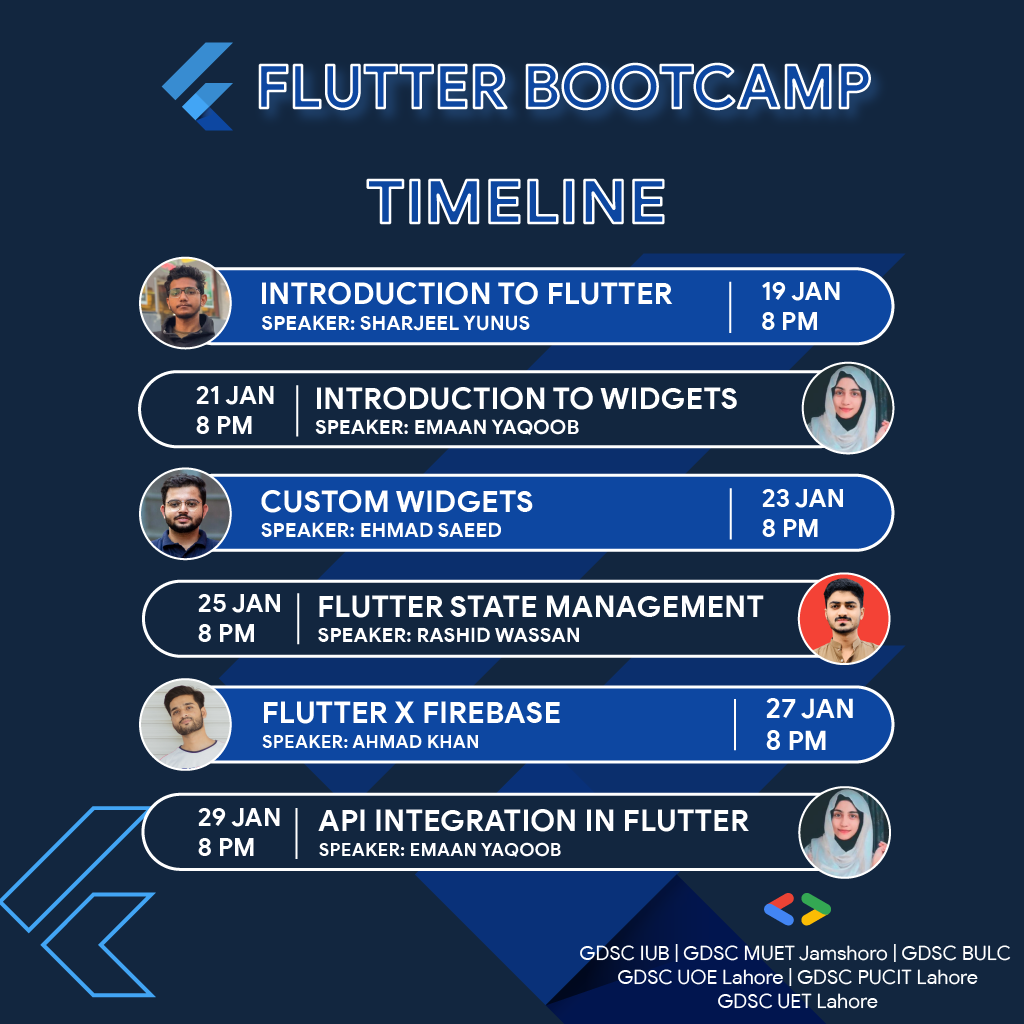 FLUTTER BOOTCAMP
TIMELINE
INTRODUCTION TO FLUTTER
SPEAKER: SHARJEEL YUNUS
19 JAN
8 PM
21 JAN
8 PM
INTRODUCTION TO WIDGETS
SPEAKER: EMAAN YAQOOB
CUSTOM WIDGETS
SPEAKER: EHMAD SAEED
23 JAN
8 PM
25 JAN
8 PM
FLUTTER STATE MANAGEMENT
SPEAKER: RASHID WASSAN
FLUTTER X FIREBASE
SPEAKER: AHMAD KHAN
27 JAN
8 PM
29 JAN
8 PM
API INTEGRATION IN FLUTTER
SPEAKER: EMAAN YAQOOB
GDSC IUB | GDSC MUET Jamshoro | GDSC BULC
GDSC UOE Lahore | GDSC PUCIT Lahore
GDSC UET Lahore